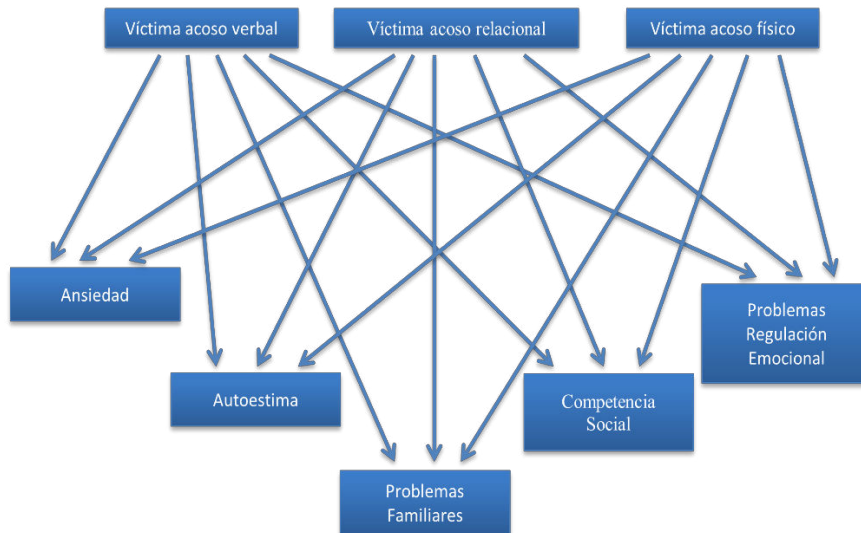 Víctima acoso verbal
Víctima acoso relacional
Víctima acoso físico
Ansiedad
Problemas
Regulación
Emocional
Autoestima
Competencia
Social
Problemas
Familiares